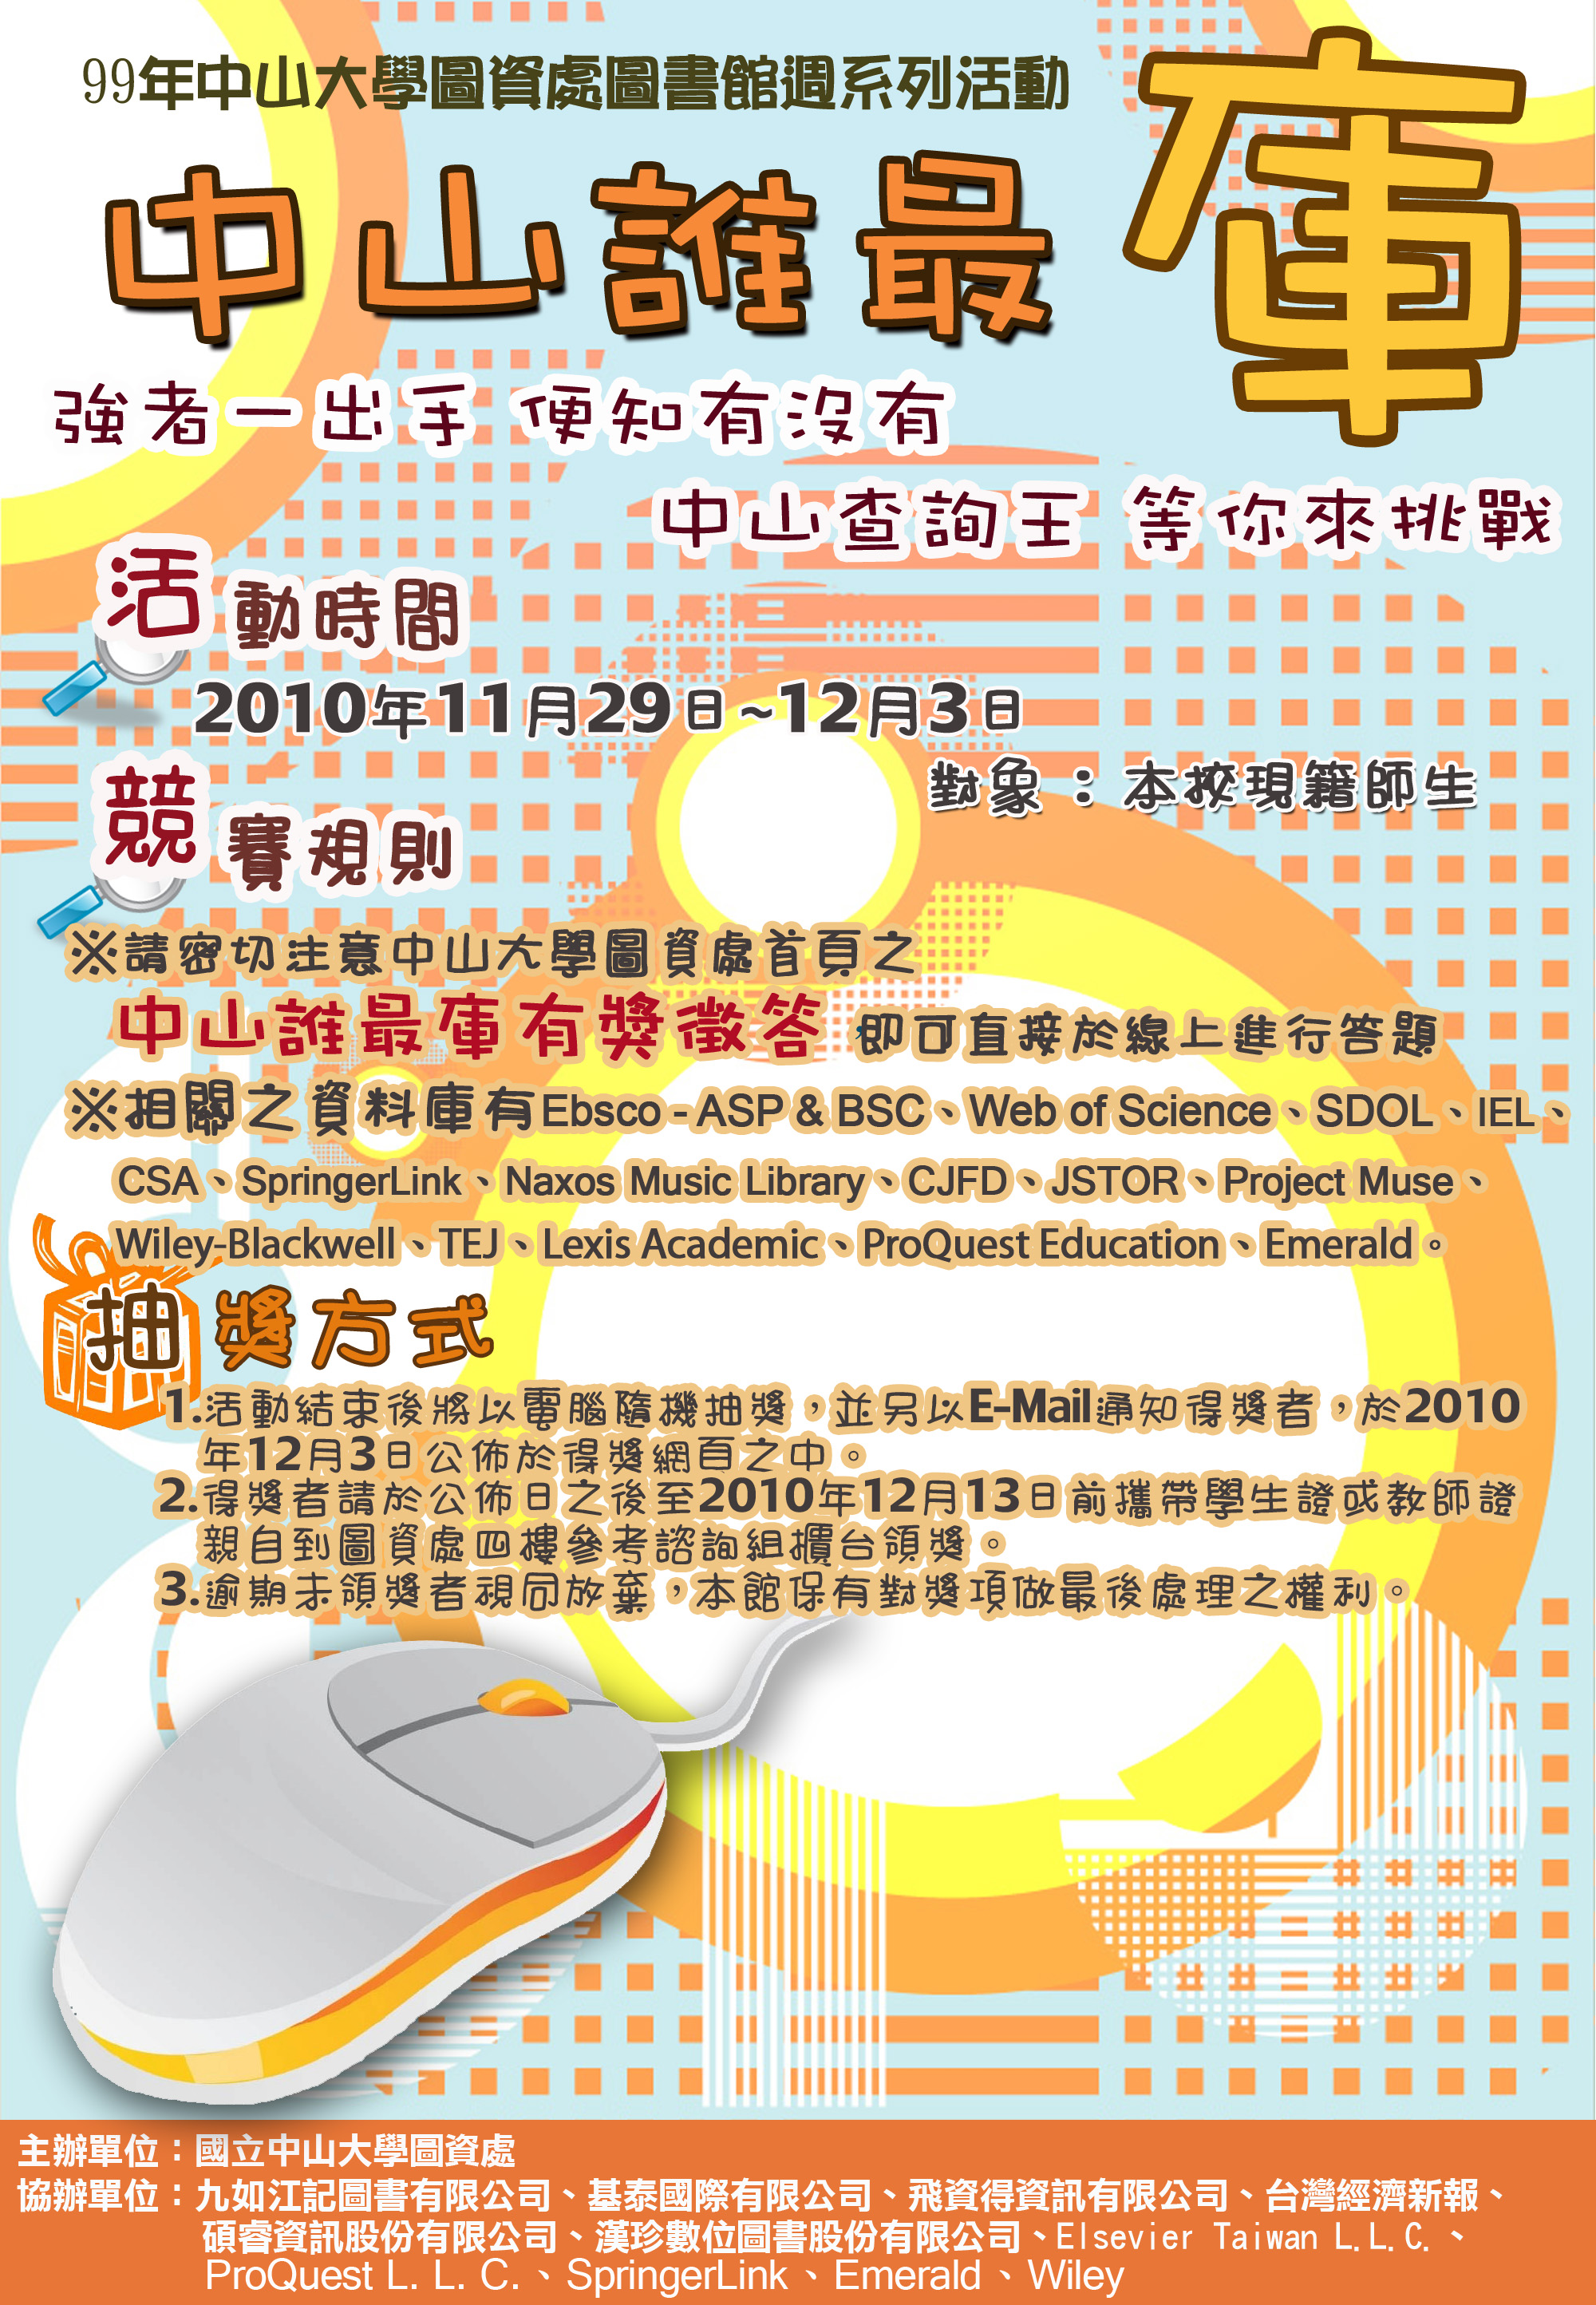 99年中山大學圖資處圖書館週系列活動
中山誰最庫
強者一出手 便知有沒有
中山查詢王 等你來挑戰
活動時間
2010年11月29日~12月3日
對象：本校現籍師生
競賽規則
※請密切注意中山大學圖資處首頁之
中山誰最庫有獎徵答，即可直接於線上進行答題
※相關之資料庫有Ebsco - ASP & BSC、Web of Science、SDOL、IEL、
CSA、SpringerLink、Naxos Music Library、CJFD、JSTOR、Project Muse、
Wiley-Blackwell、TEJ、Lexis Academic、ProQuest Education、Emerald。
抽獎方式
1.活動結束後將以電腦隨機抽獎，並另以E-Mail通知得獎者，於2010
年12月3日公佈於得獎網頁之中。
2.得獎者請於公佈日之後至2010年12月13日前攜帶學生證或教師證
親自到圖資處四樓參考諮詢組櫃台領獎。
3.逾期未領獎者視同放棄，本館保有對獎項做最後處理之權利。
主辦單位：國立中山大學圖資處
協辦單位：九如江記圖書有限公司、基泰國際有限公司、飛資得資訊有限公司、台灣經濟新報、
碩睿資訊股份有限公司、漢珍數位圖書股份有限公司、Elsevier Taiwan L.L.C.、
ProQuest L. L. C.、SpringerLink、Emerald、Wiley